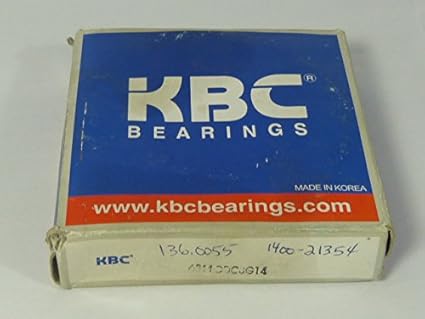 KBC®
BEARINGS
MADE IN KOREA
www.kbcbearings.com
136.0055 1400-21354
KBC